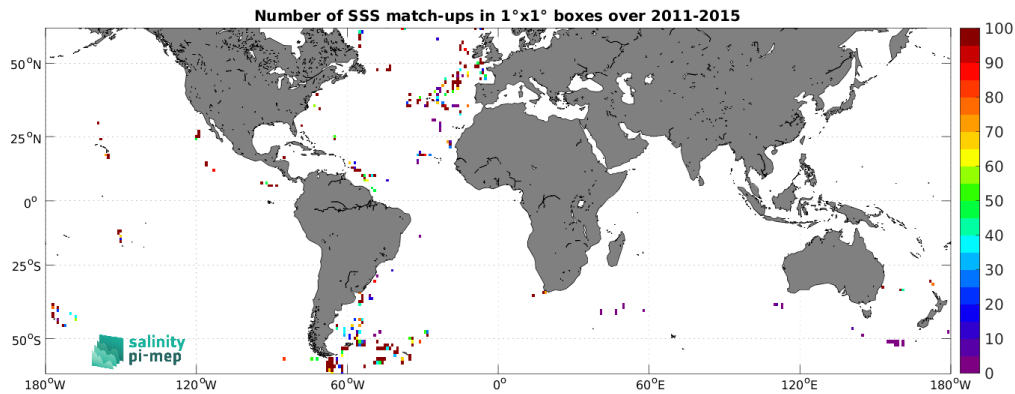 Number of SSS match-ups in 1°x1° boxes over 2011-2015
50°N
25°N
0°
25°S
50°S
180°W
120°W
60°W
0°
60°E
120°E
180°W
100
90
80
70
60
50
40
30
20
10
0
salinity
pi-mep